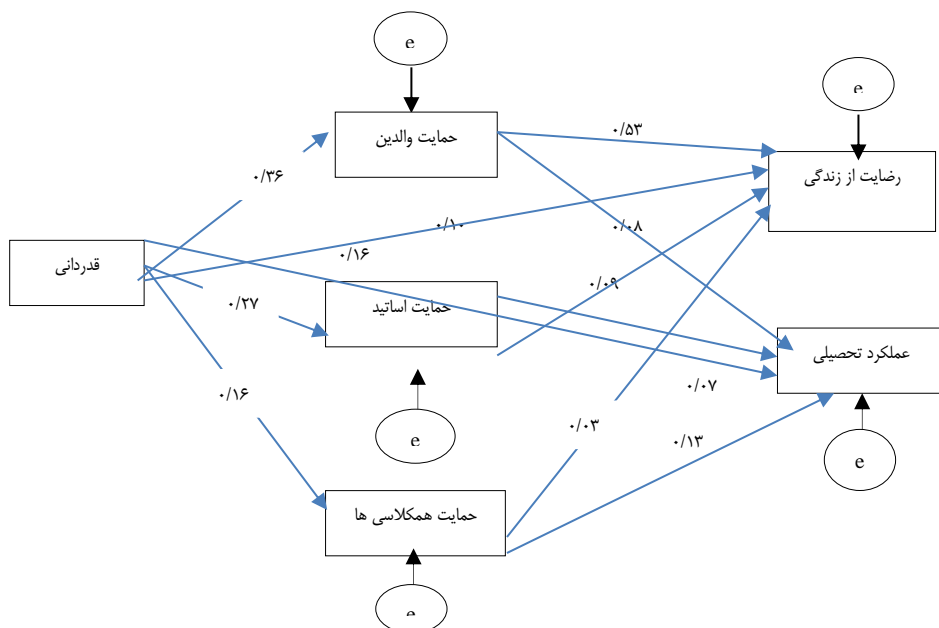 e
e
حمایت والدین
۰/۵۳
رضایت از زندگی
۰/۳۶
۰/۱۰
۰/۰۸
۰/۱۶
قدردانی
۰/۲۷
حمایت اساتید
۰/۰۹
عملکرد تحصیلی
۰/۰۷
۰/۱۶
۰/۰۳
۰/۱۳
e
e
حمایت همکلاسی ها
e